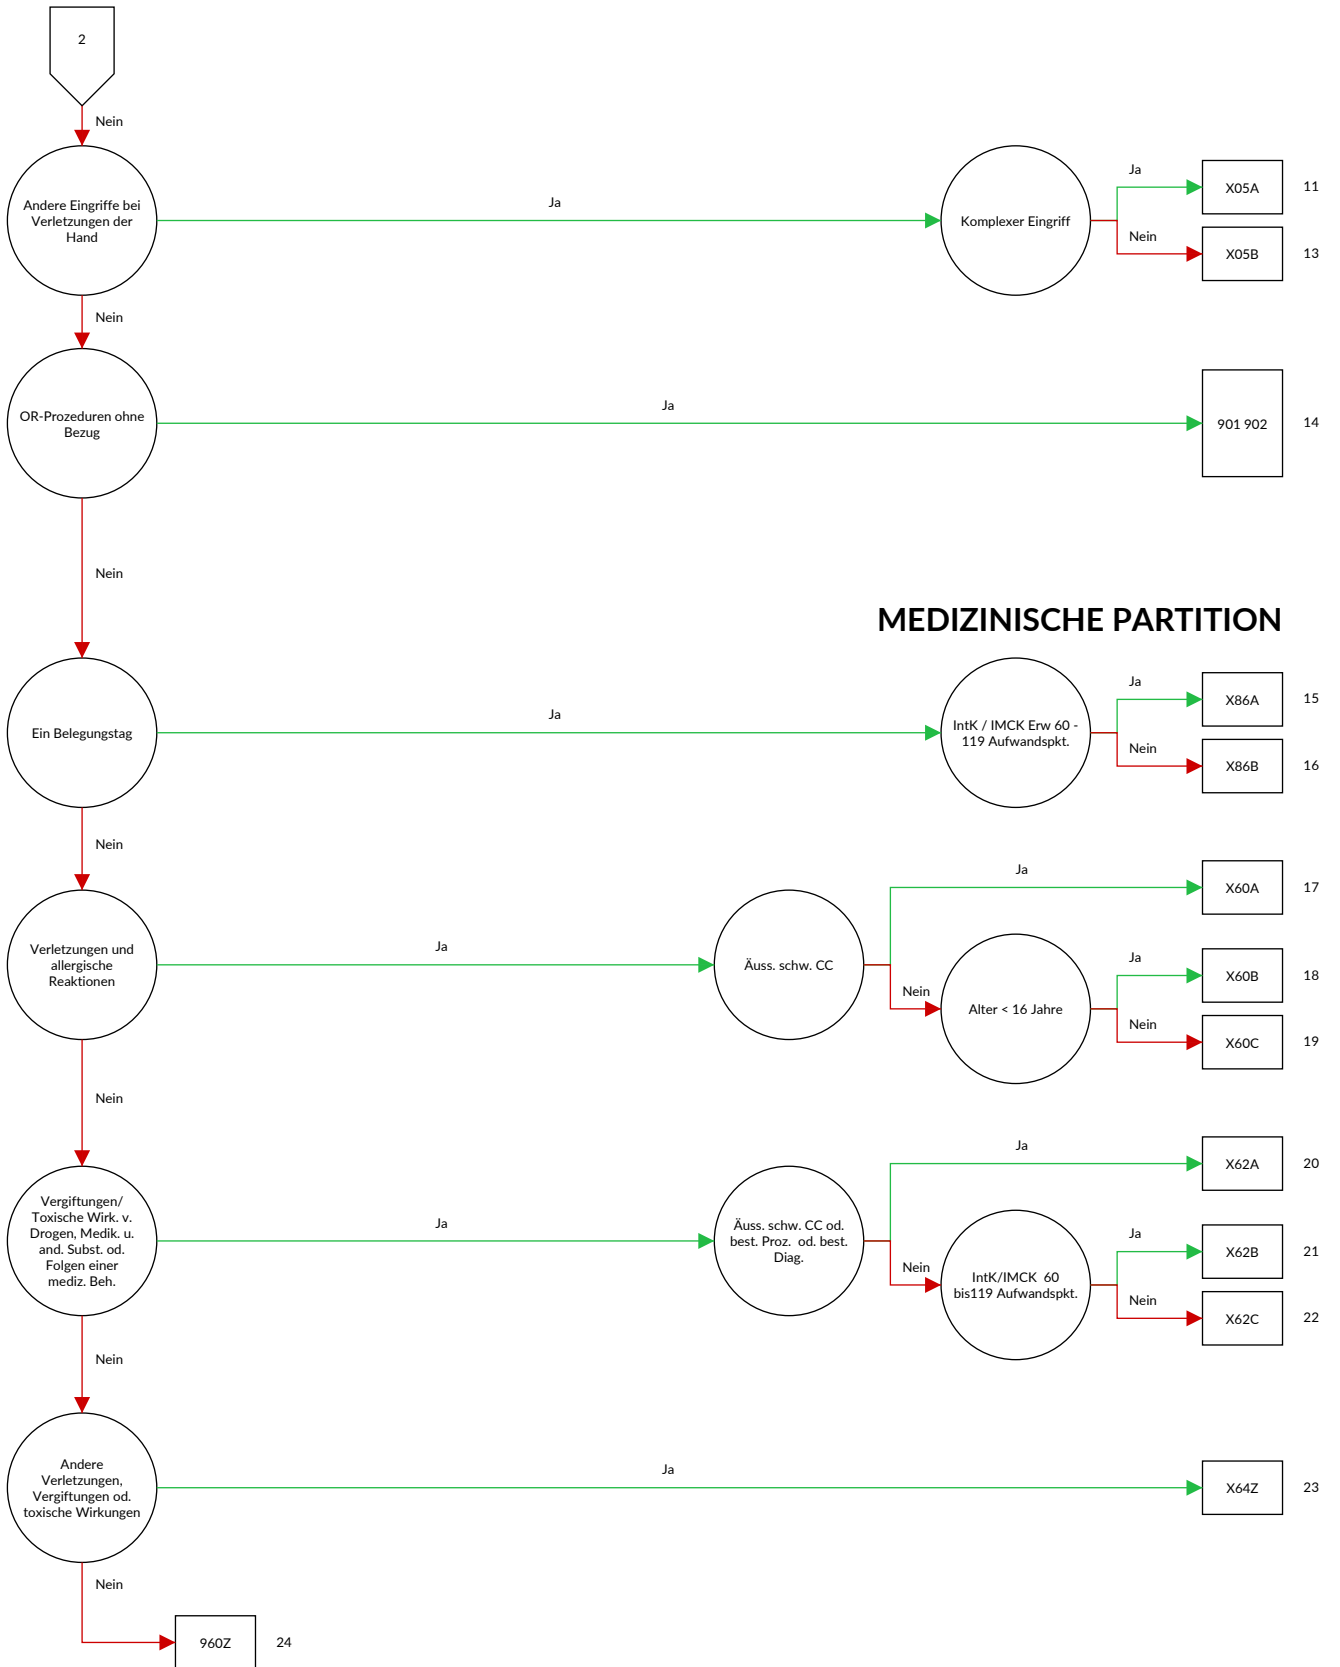 2
Nein
Andere Eingriffe bei
Verletzungen der
Hand
Ja
Komplexer Eingriff
Ja
X05A
11
Nein
X05B
13
Nein
OR-Prozeduren ohne
Bezug
Ja
901 902
14
Nein
MEDIZINISCHE PARTITION
Ein Belegungstag
Ja
IntK / IMCK Erw 60 -
119 Aufwandspkt.
Ja
X86A
15
Nein
X86B
16
Nein
Verletzungen und
allergische
Reaktionen
Ja
Äuss. schw. CC
Ja
X60A
17
Nein
Alter < 16 Jahre
Ja
X60B
18
Nein
X60C
19
Nein
Vergiftungen/
Toxische Wirk. v.
Drogen, Medik. u.
and. Subst. od.
Folgen einer
mediz. Beh.
Ja
Äuss. schw. CC od.
best. Proz. od. best.
Diag.
Ja
X62A
20
Nein
IntK/IMCK 60
bis119 Aufwandspkt.
Ja
X62B
21
Nein
X62C
22
Nein
Andere
Verletzungen,
Vergiftungen od.
toxische Wirkungen
Ja
X64Z
23
Nein
960Z
24